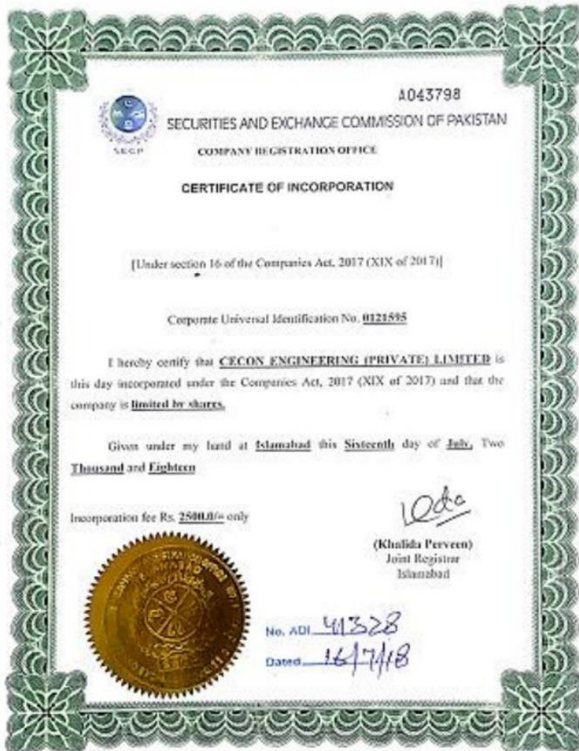 A043798
S.E.C.P
SECURITIES AND EXCHANGE COMMISSION OF PAKISTAN
COMPANY REGISTRATION OFFICE
CERTIFICATE OF INCORPORATION
[Under section 16 of the Companies Act, 2017 (XIX of 2017)]
Corporate Universal Identification No. 0121595
I hereby certify that CECON ENGINEERING (PRIVATE) LIMITED is
this day incorporated under the Companies Act, 2017 (XIX of 2017) and that the
company is limited by shares.
Given under my hand at Islamabad this Sixteenth day of July, Two
Thousand and Eighteen
Incorporation fee Rs. 2500.0/= only
(Khalida Perveen)
Joint Registrar
Islamabad
ISLAMABAD
No. ADI 41328
Dated 16/7/18